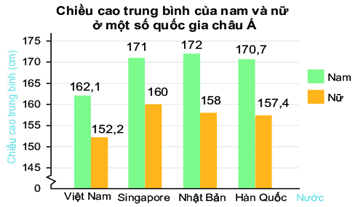 Chiều cao trung bình của nam và nữ
ở một số quốc gia châu Á
Chiều cao trung bình (cm)
175
170
165
160
155
150
145
0
162,1
152,2
171
160
172
158
170,7
157,4
Nam
Nữ
Việt Nam
Singapore
Nhật Bản
Hàn Quốc
Nước